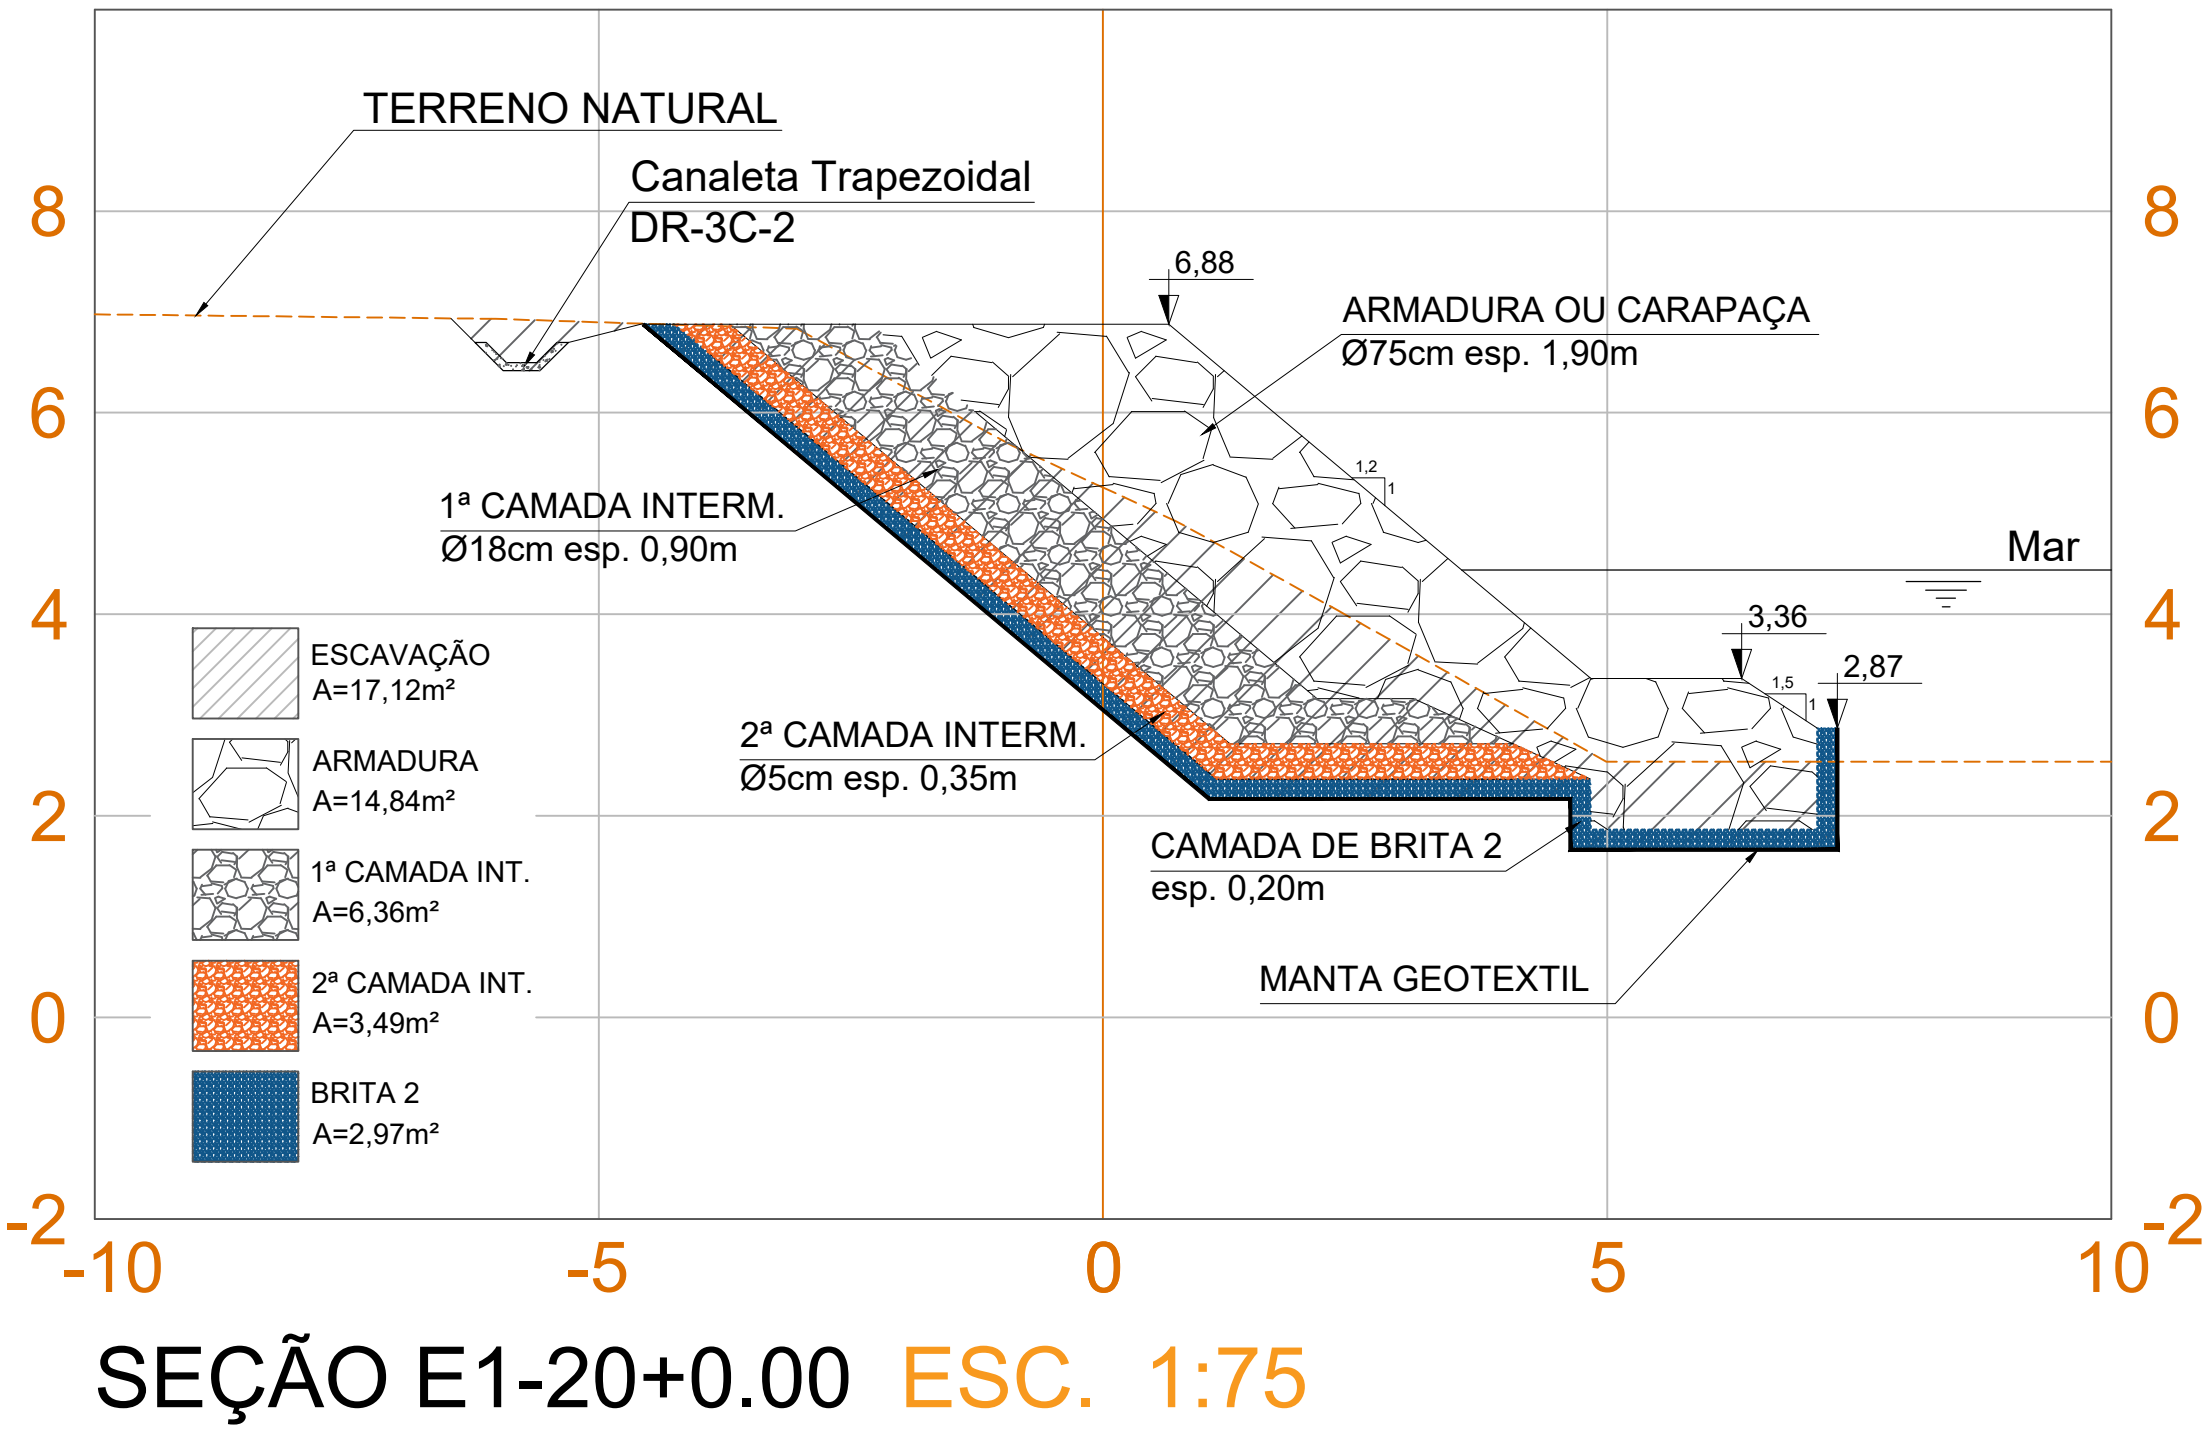 TERRENO NATURAL
Canaleta Trapezoidal
DR-3C-2
8
8
6,88
ARMADURA OU CARAPAÇA
Ø75cm esp. 1,90m
6
6
1,2
1
1ª CAMADA INTERM.
Ø18cm esp. 0,90m
Mar
4
4
3,36
2,87
1,5
1
ESCAVAÇÃO
A=17,12m²
2ª CAMADA INTERM.
Ø5cm esp. 0,35m
ARMADURA
A=14,84m²
2
2
CAMADA DE BRITA 2
esp. 0,20m
1ª CAMADA INT.
A=6,36m²
MANTA GEOTEXTIL
2ª CAMADA INT.
A=3,49m²
0
0
BRITA 2
A=2,97m²
-2
-2
-10
-5
0
5
10
SEÇÃO E1-20+0.00 ESC. 1:75